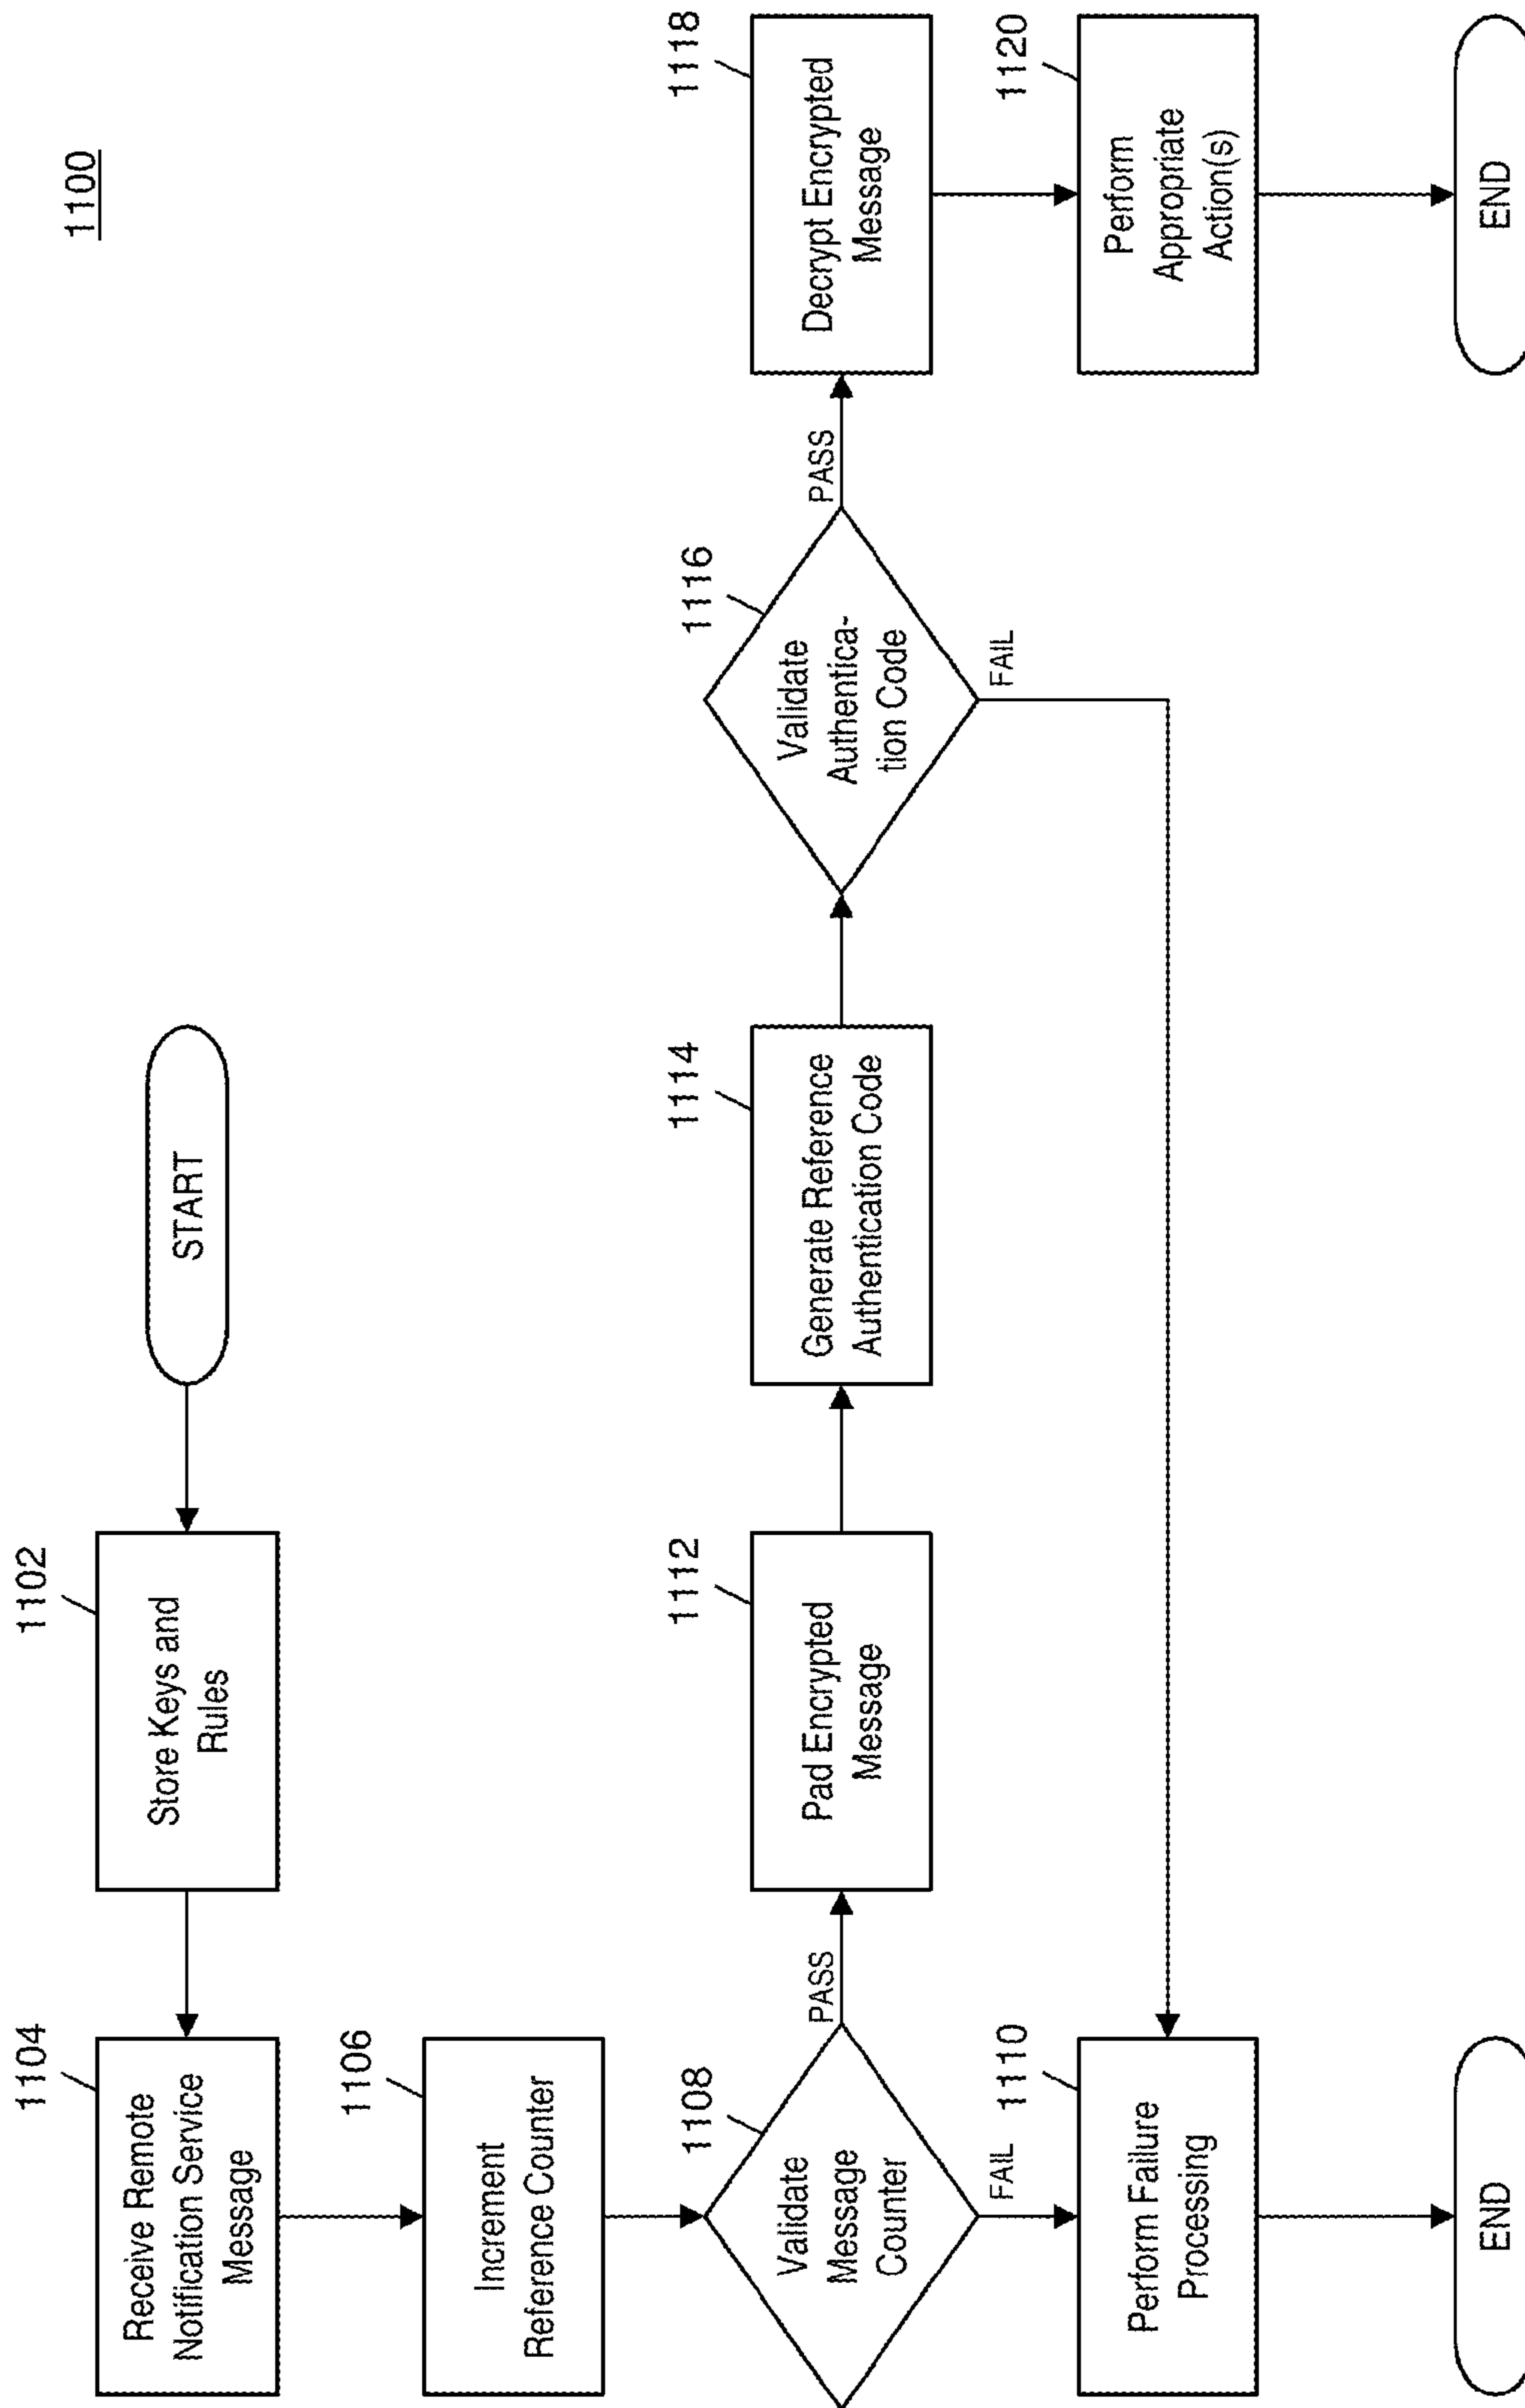 1100
START
1102
Store Keys and
Rules
1104
Receive Remote
Notification Service
Message
1106
Increment
Reference Counter
1108
Validate
Message
Counter
PASS
FAIL
1110
Perform Failure
Processing
END
1112
Pad Encrypted
Message
1114
Generate Reference
Authentication Code
1116
Validate
Authentica-
tion Code
PASS
FAIL
1118
Decrypt Encrypted
Message
1120
Perform
Appropriate
Action(s)
END